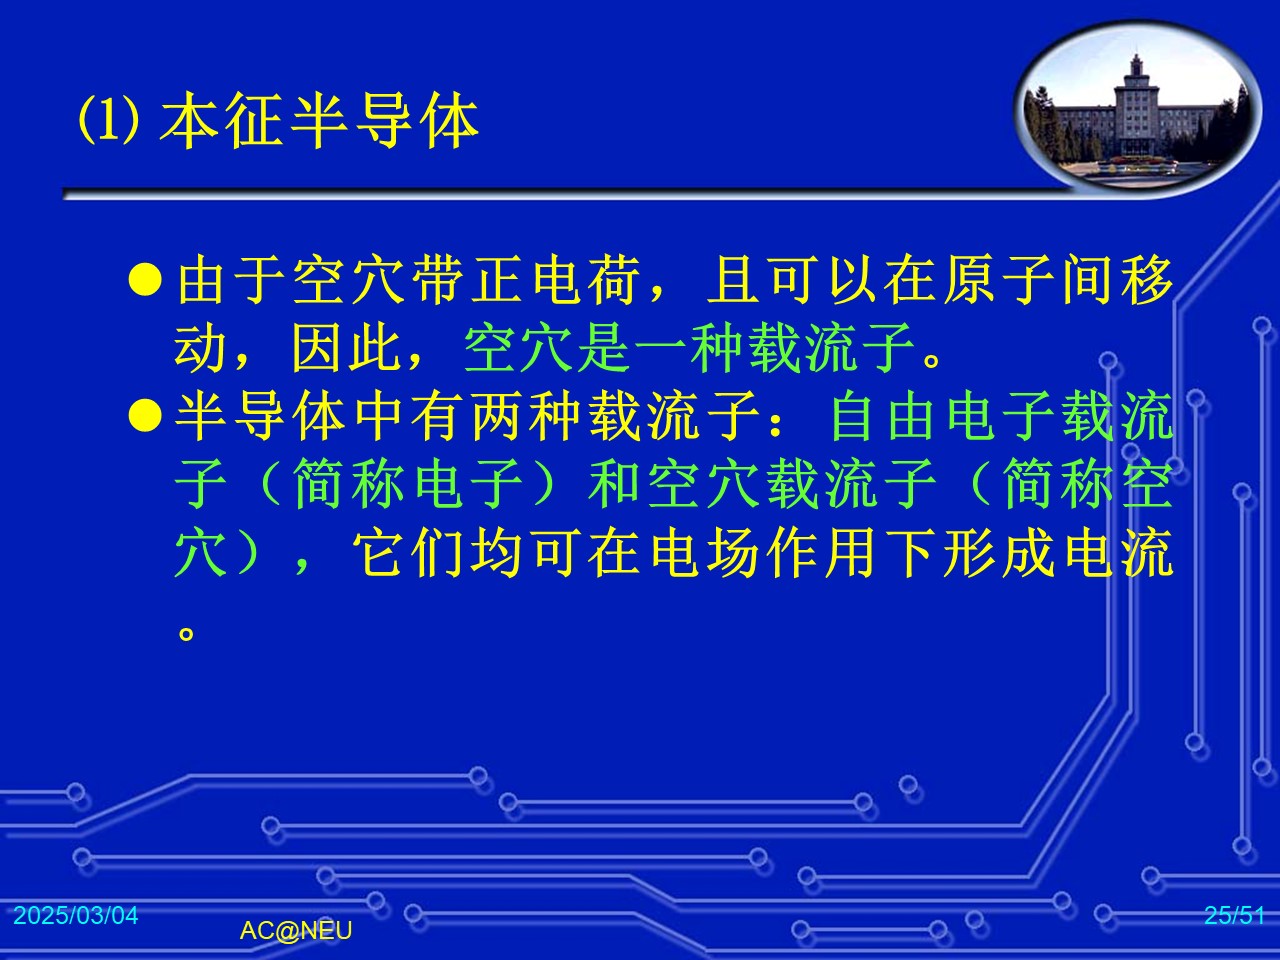 (1) 本征半导体
●由于空穴带正电荷，且可以在原子间移
动，因此，空穴是一种载流子。
●半导体中有两种载流子：自由电子载流
子（简称电子）和空穴载流子（简称空
穴），它们均可在电场作用下形成电流
。
2025/03/04
AC@NEU
25/51